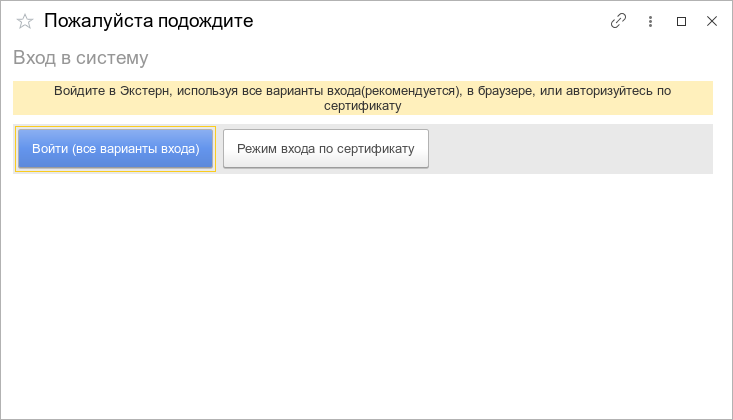 Пожалуйста подождите
Вход в систему
Войдите в Экстерн, используя все варианты входа(рекомендуется), в браузере, или авторизуйтесь по
сертификату
Войти (все варианты входа)
Режим входа по сертификату